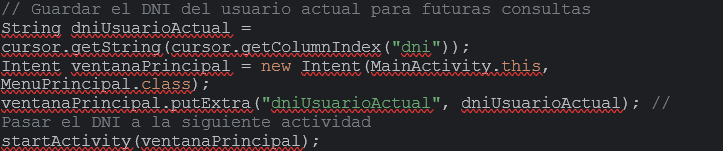 // Guardar el DNI del usuario actual para futuras consultas
String dniUsuarioActual =
cursor.getString(cursor.getColumnIndex("dni"));
Intent ventanaPrincipal = new Intent(MainActivity.this,
MenuPrincipal.class);
ventanaPrincipal.putExtra("dniUsuarioActual", dniUsuarioActual); //
Pasar el DNI a la siguiente actividad
startActivity(ventanaPrincipal);